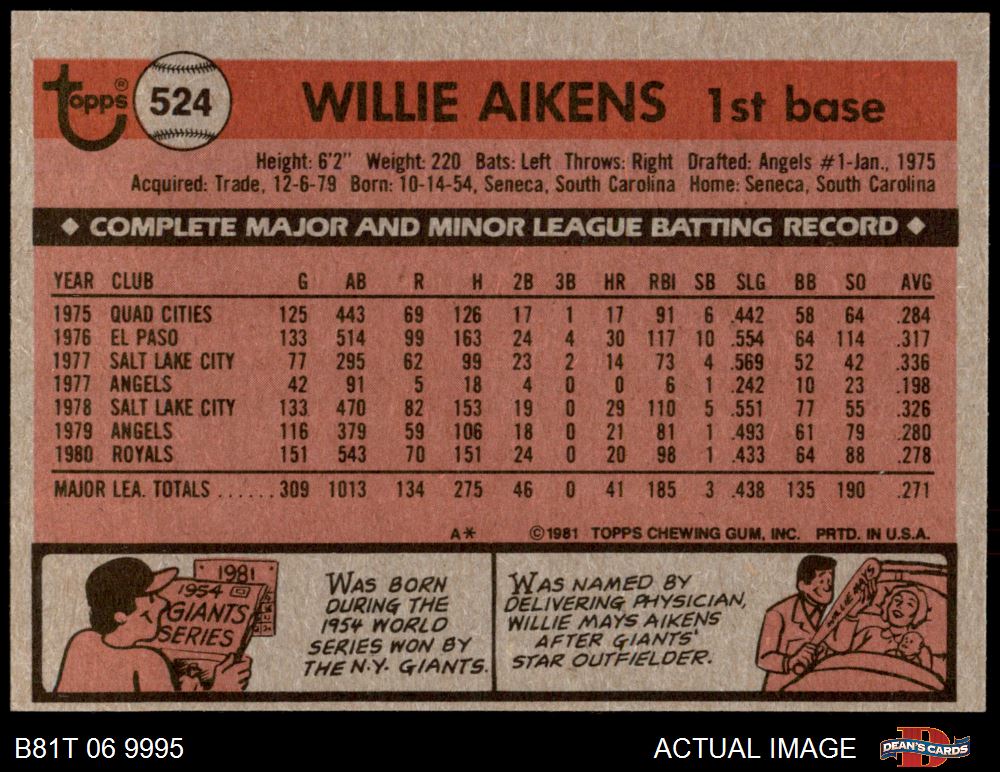 topps® 524 WILLIE AIKENS 1st base
Height: 6'2" Weight: 220 Bats: Left Throws: Right Drafted: Angels #1-Jan., 1975
Acquired: Trade, 12-6-79 Born: 10-14-54, Seneca, South Carolina Home: Seneca, South Carolina
◆ COMPLETE MAJOR AND MINOR LEAGUE BATTING RECORD ◆
YEAR CLUB G AB R H 2B 3B HR RBI SB SLG BB SO AVG
1975 QUAD CITIES 125 443 69 126 17 1 17 91 6 .442 58 64 .284
1976 EL PASO 133 514 99 163 24 4 30 117 10 .554 64 114 .317
1977 SALT LAKE CITY 77 295 62 99 23 2 14 73 4 .569 52 42 .336
1977 ANGELS 42 91 5 18 4 0 0 6 1 .242 10 23 .198
1978 SALT LAKE CITY 133 470 82 153 19 0 29 110 5 .551 77 55 .326
1979 ANGELS 116 379 59 106 18 0 21 81 1 .493 61 79 .280
1980 ROYALS 151 543 70 151 24 0 20 98 1 .433 64 88 .278
MAJOR LEA. TOTALS ......309 1013 134 275 46 0 41 185 3 .438 135 190 .271
A* ©1981 TOPPS CHEWING GUM, INC. PRTD. IN U.S.A.
1981
1954
GIANTS
SERIES
WAS BORN
DURING THE
1954 WORLD
SERIES WON BY
THE N.Y. GIANTS.
WAS NAMED BY
DELIVERING PHYSICIAN,
WILLIE MAYS AIKENS
AFTER GIANTS'
STAR OUTFIELDER.
WILLIE MAYS
B81T 06 9995 ACTUAL IMAGE DEAN'S CARDS